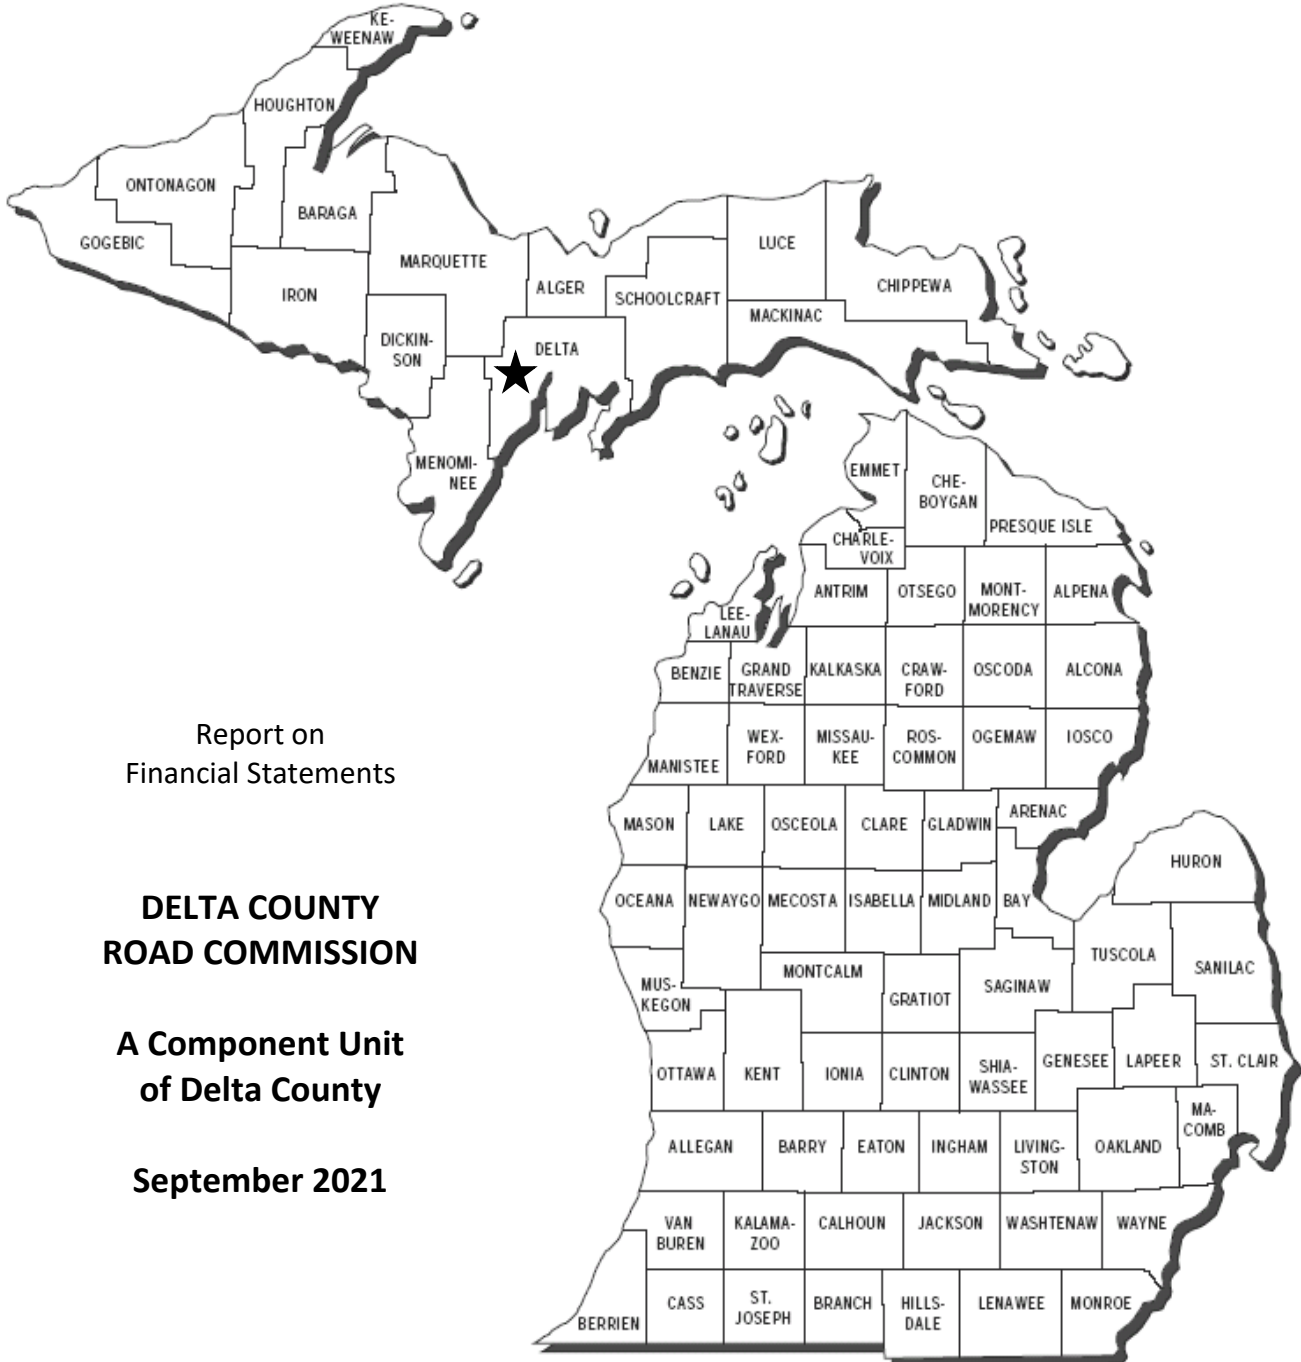 KE-
WEENAW
HOUGHTON
ONTONAGON
BARAGA
GOGEBIC
MARQUETTE
LUCE
IRON
ALGER
SCHOOLCRAFT
CHIPPEWA
MACKINAC
DICKIN-
SON
DELTA
MENOMI-
NEE
EMMET
CHE-
BOYGAN
PRESQUE ISLE
CHARLE-
VOIX
ANTRIM
OTSEGO
MONT-
MORENCY
ALPENA
LEE-
LANAU
BENZIE
GRAND
TRAVERSE
KALKASKA
CRAW-
FORD
OSCODA
ALCONA
Report on
Financial Statements
MANISTEE
WEX-
FORD
MISSAU-
KEE
ROS-
COMMON
OGEMAW
IOSCO
MASON
LAKE
OSCEOLA
CLARE
GLADWIN
ARENAC
HURON
DELTA COUNTY
ROAD COMMISSION
OCEANA
NEWAYGO
MECOSTA
ISABELLA
MIDLAND
BAY
TUSCOLA
SANILAC
MUS-
KEGON
MONTCALM
GRATIOT
SAGINAW
A Component Unit
of Delta County
OTTAWA
KENT
IONIA
CLINTON
SHIA-
WASSEE
GENESEE
LAPEER
ST. CLAIR
MA-
COMB
ALLEGAN
BARRY
EATON
INGHAM
LIVING-
STON
OAKLAND
September 2021
VAN
BUREN
KALAMA-
ZOO
CALHOUN
JACKSON
WASHTENAW
WAYNE
BERRIEN
CASS
ST.
JOSEPH
BRANCH
HILLS-
DALE
LENAWEE
MONROE